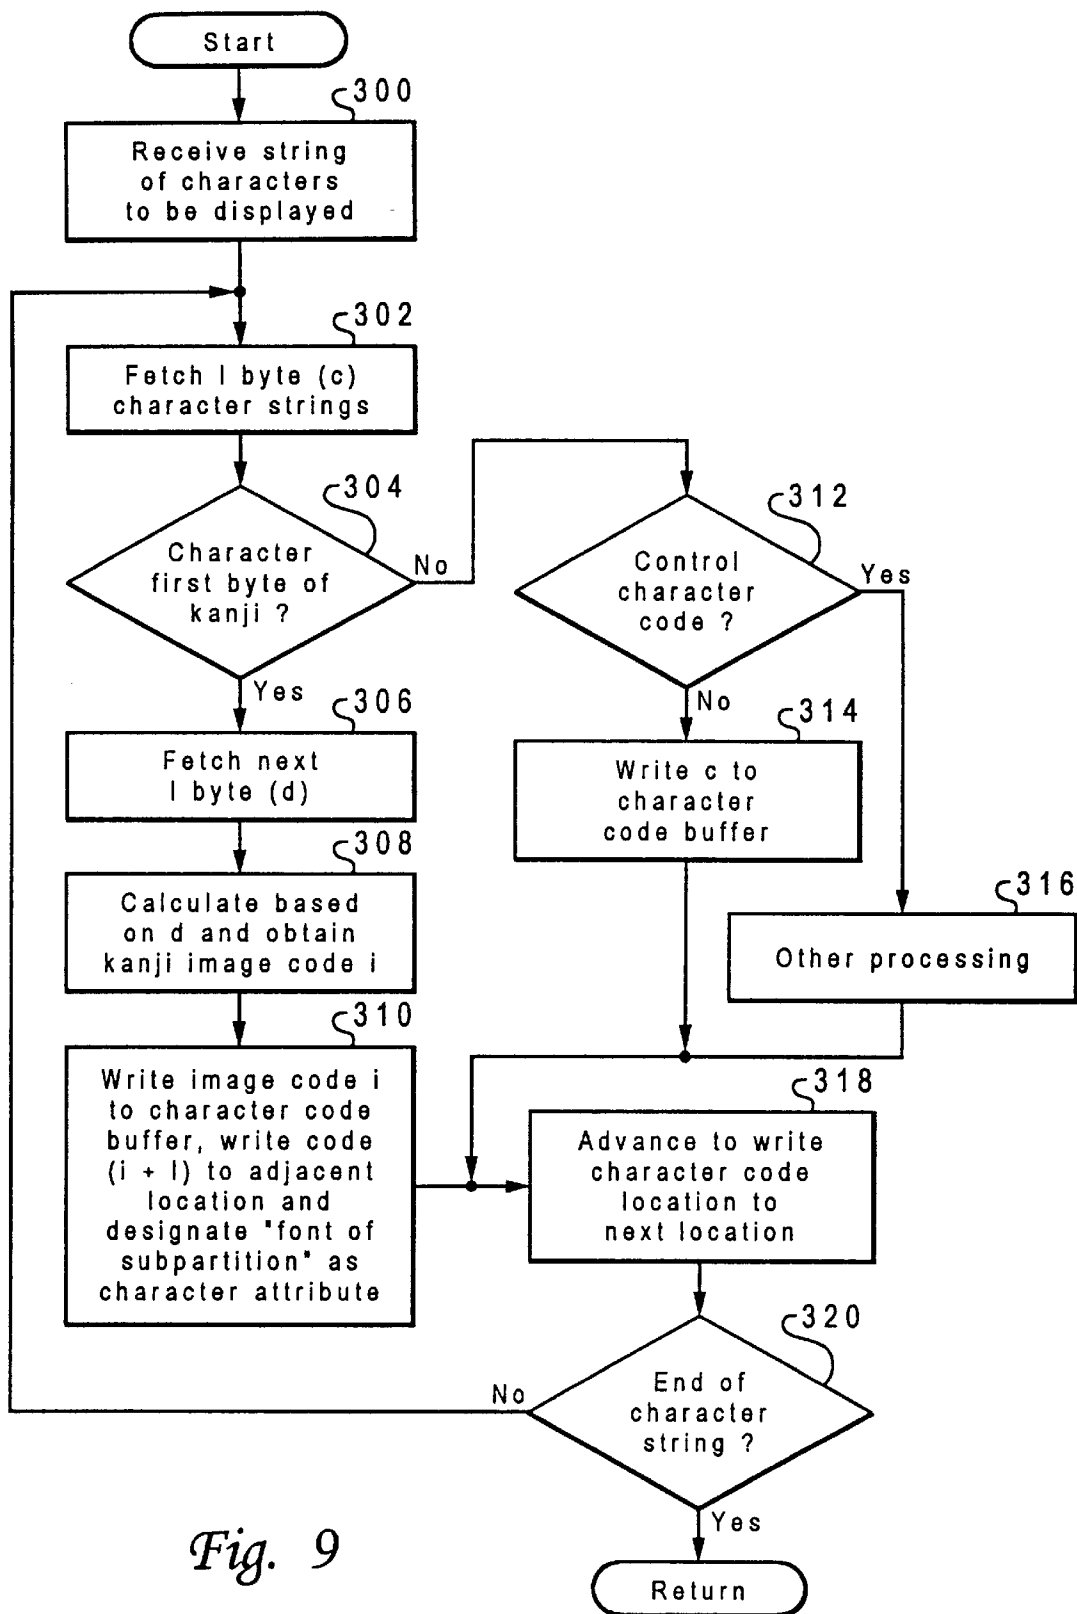 Start
300
Receive string
of characters
to be displayed
302
Fetch 1 byte (c)
character strings
304
Character
first byte of
kanji ?
No
Yes
312
Control
character
code ?
Yes
No
306
Fetch next
1 byte (d)
314
Write c to
character
code buffer
308
Calculate based
on d and obtain
kanji image code i
316
Other processing
310
Write image code i
to character code
buffer, write code
(i + 1) to adjacent
location and
designate "font of
subpartition" as
character attribute
318
Advance to write
character code
location to
next location
320
End of
character
string ?
No
Yes
Return
Fig. 9